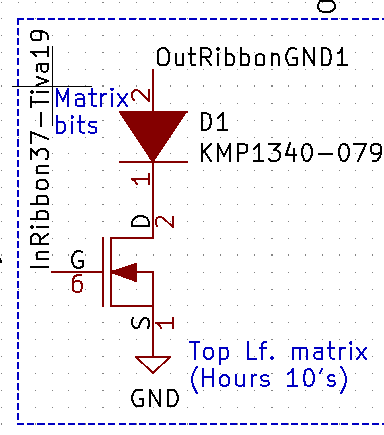 O
InRibbon37-Tiva19
OutRibbonGND1
Matrix
bits
2
D1
KMP1340-079
1
D
2
G
6
S
1
Top Lf. matrix
(Hours 10's)
GND